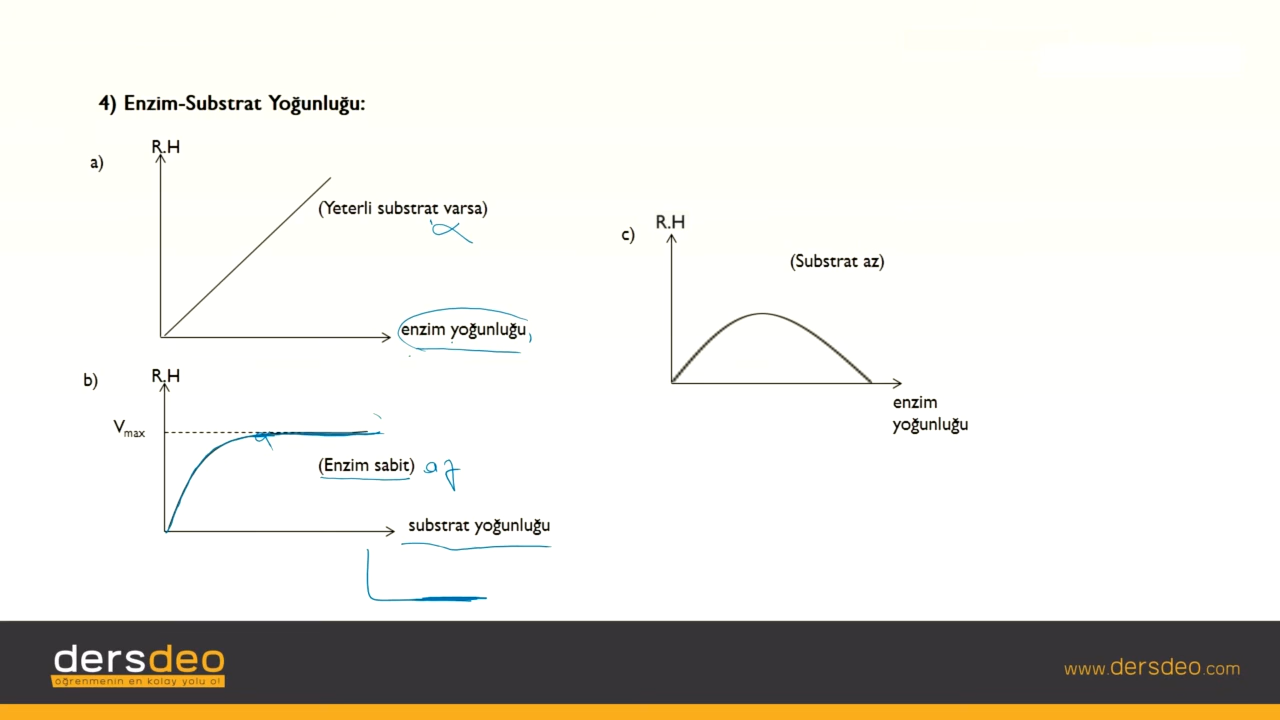 4) Enzim-Substrat Yoğunluğu:
a)
R.H
(Yeterli substrat varsa)
enzim yoğunluğu
b)
R.H
Vmax
(Enzim sabit) az
substrat yoğunluğu
c)
R.H
(Substrat az)
enzim
yoğunluğu
dersdeo
öğrenmenin en kolay yolu o!
www.dersdeo.com